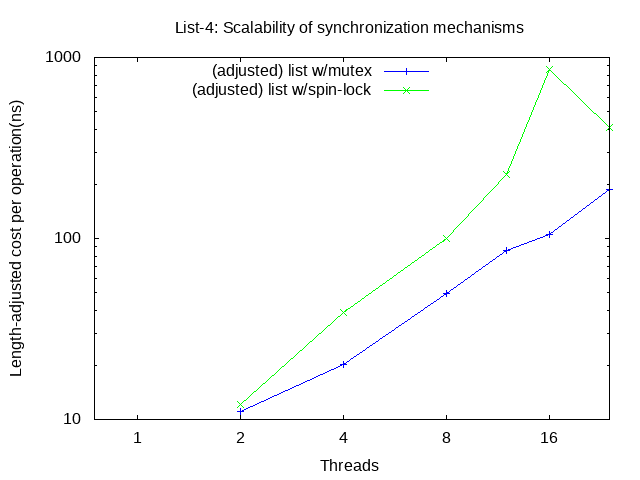 List-4: Scalability of synchronization mechanisms
1000
(adjusted) list w/mutex
(adjusted) list w/spin-lock
Length-adjusted cost per operation(ns)
100
10
1 2 4 8 16
Threads